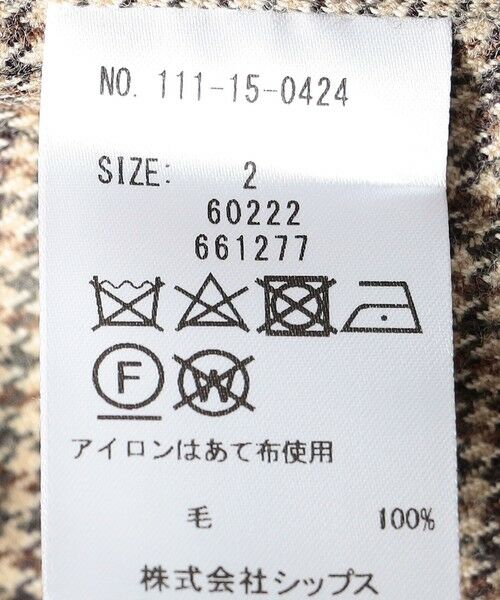 NO. 111-15-0424
SIZE: 2
60222
661277
F W
アイロンはあて布使用
毛 100%
株式会社シップス